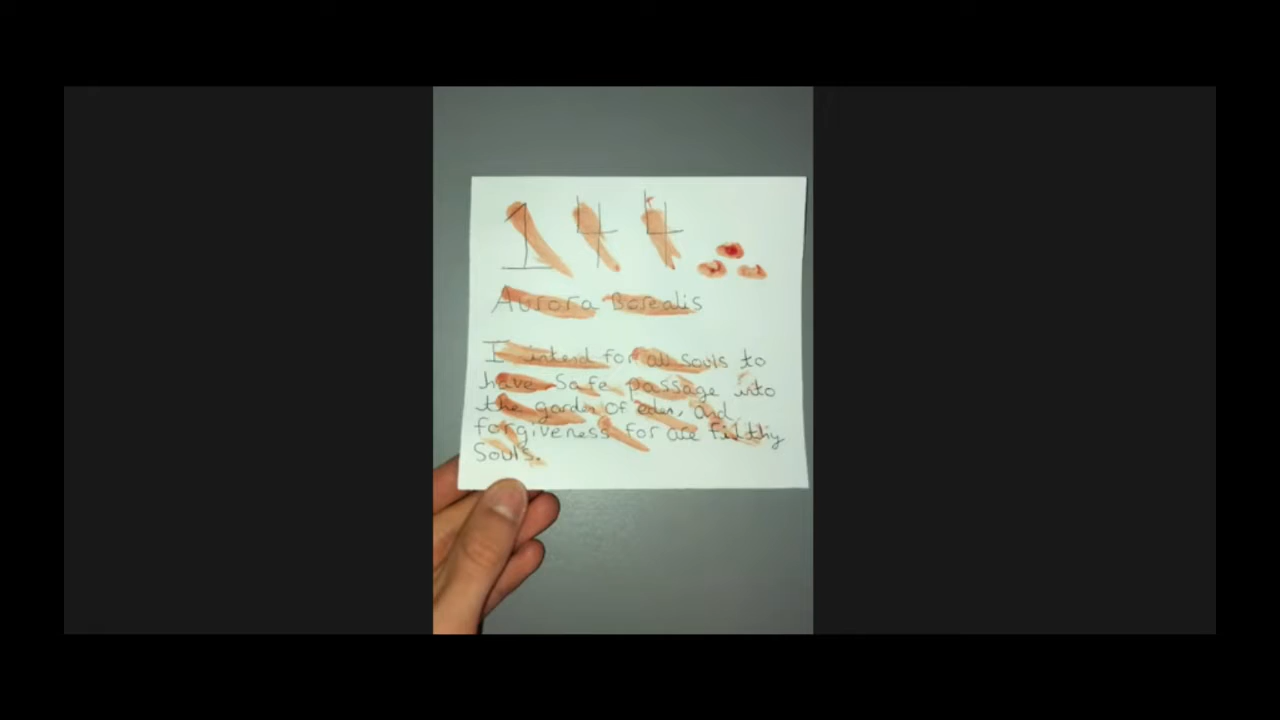 144
Aurora Borealis
I intend for all souls to
have safe passage into
the garden of eden, and
forgiveness for are filthy
Souls.